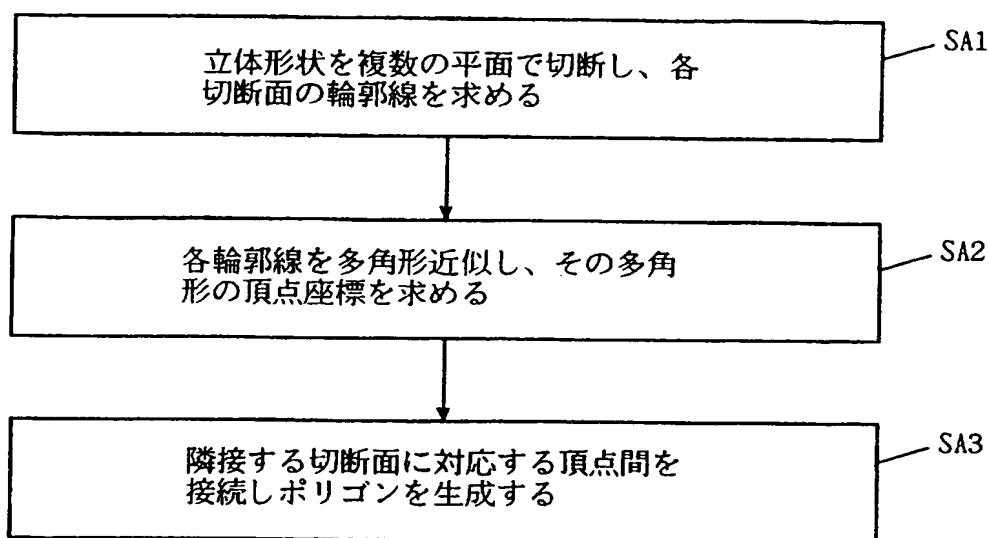 SA1
立体形状を複数の平面で切断し、各
切断面の輪郭線を求める
SA2
各輪郭線を多角形近似し、その多角
形の頂点座標を求める
SA3
隣接する切断面に対応する頂点間を
接続しポリゴンを生成する